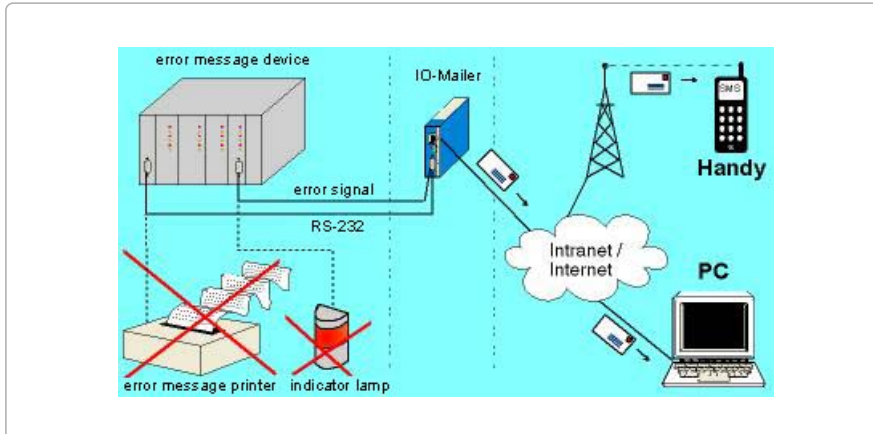 error message device
IO-Mailer
SMS
Handy
error signal
RS-232
Intranet /
Internet
PC
error message printer
indicator lamp